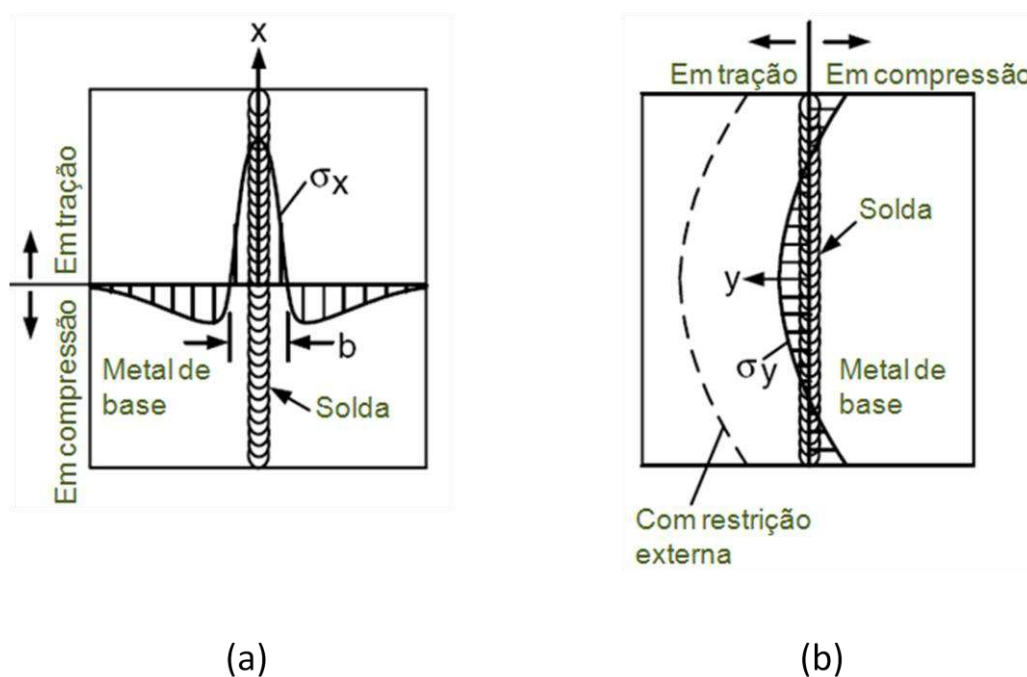 x
Em tração
Em compressão
σx
b
Metal de
base
Solda
(a)
Em tração
Em compressão
Solda
y
σy
Metal de
base
Com restrição
externa
(b)